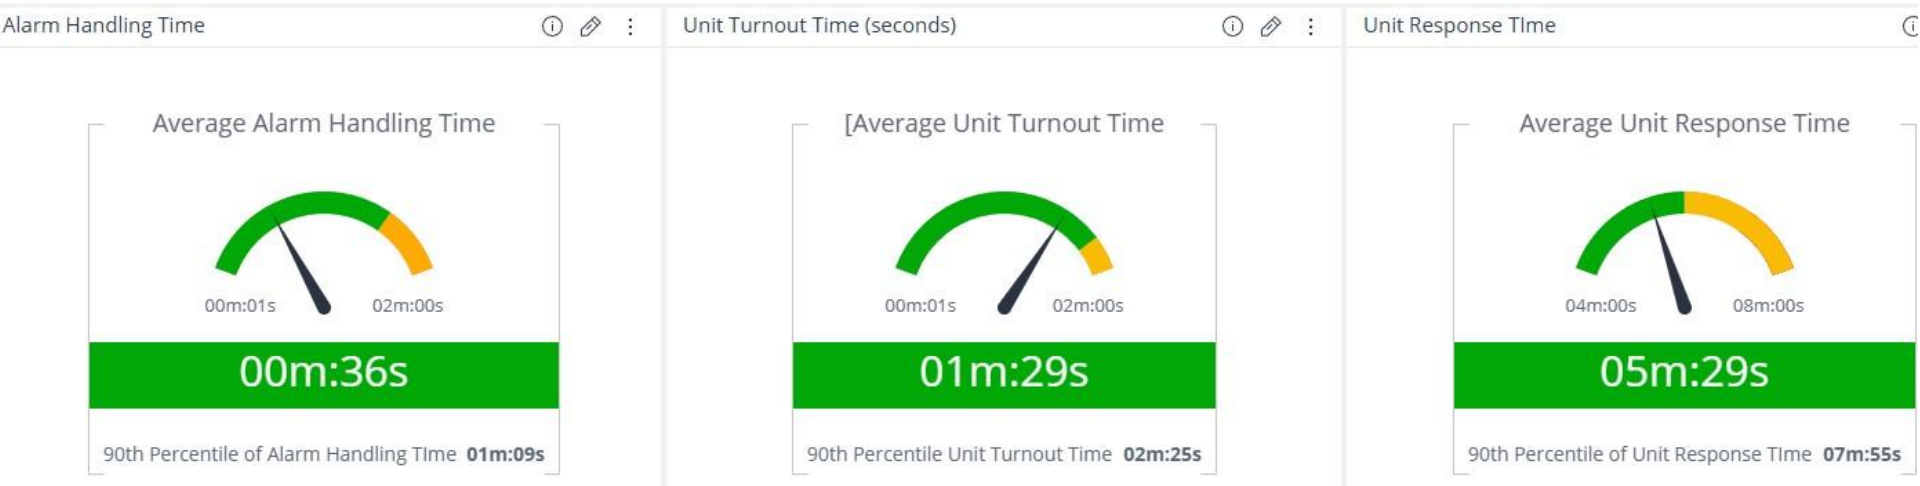 Alarm Handling TIme
Average Alarm Handling Time
00m:01s
02m:00s
00m:36s
90th Percentile of Alarm Handling TIme 01m:09s
Unit Turnout Time (seconds)
[Average Unit Turnout Time
00m:01s
02m:00s
01m:29s
90th Percentile Unit Turnout Time 02m:25s
Unit Response TIme
Average Unit Response Time
04m:00s
08m:00s
05m:29s
90th Percentile of Unit Response TIme 07m:55s